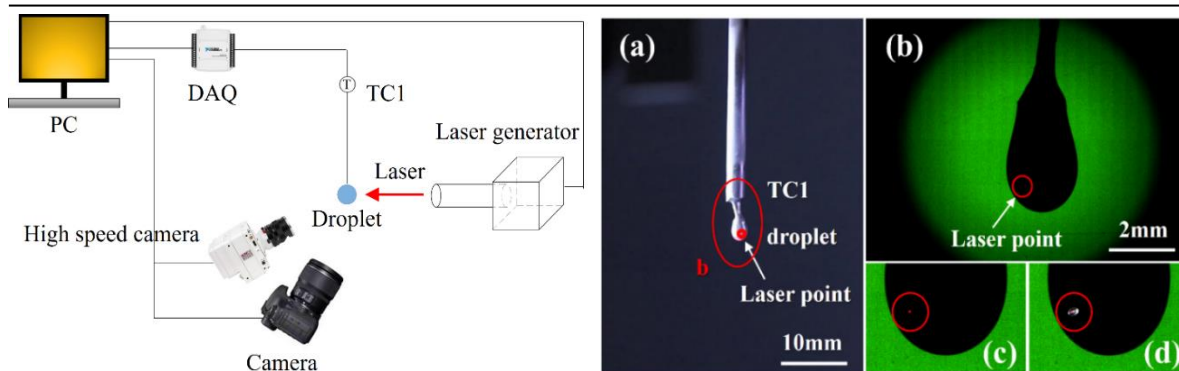 PC
DAQ
T
TC1
Laser generator
Laser
Droplet
High speed camera
Camera
(a)
TC1
droplet
b
Laser point
10mm
(b)
Laser point
2mm
(c)
(d)